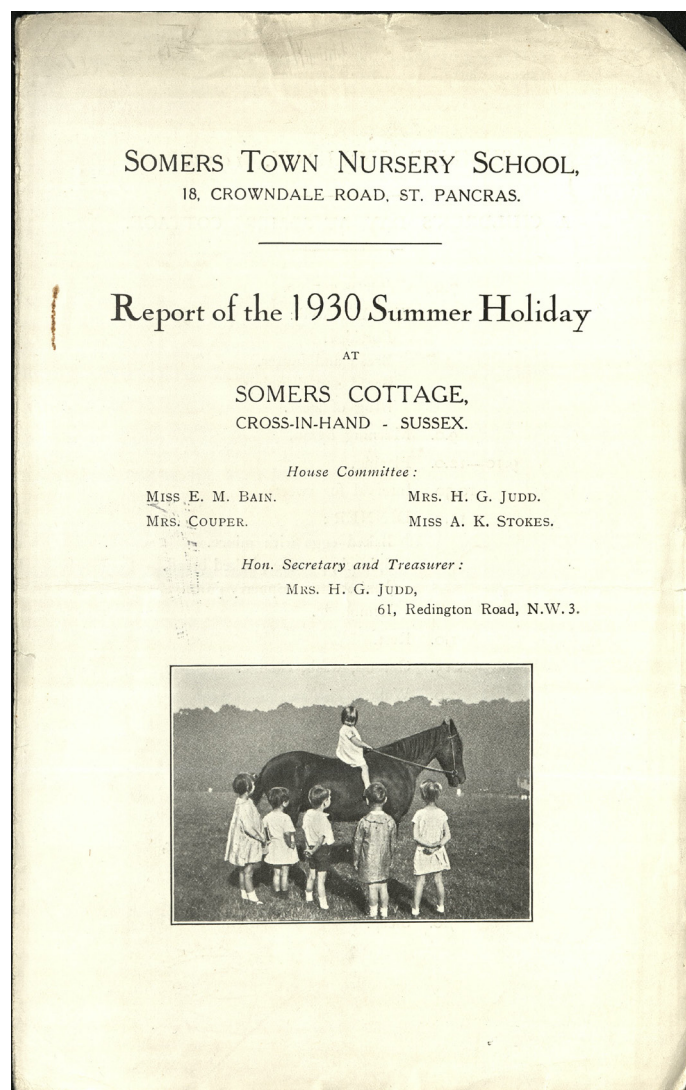 SOMERS TOWN NURSERY SCHOOL,
18, CROWNDALE ROAD, ST. PANCRAS.
Report of the 1930 Summer Holiday
AT
SOMERS COTTAGE,
CROSS-IN-HAND - SUSSEX.
House Committee:
MISS E. M. BAIN. MRS. H. G. JUDD.
MRS. COUPER. MISS A. K. STOKES.
Hon. Secretary and Treasurer:
MRS. H. G. JUDD,
61, Redington Road, N.W.3.